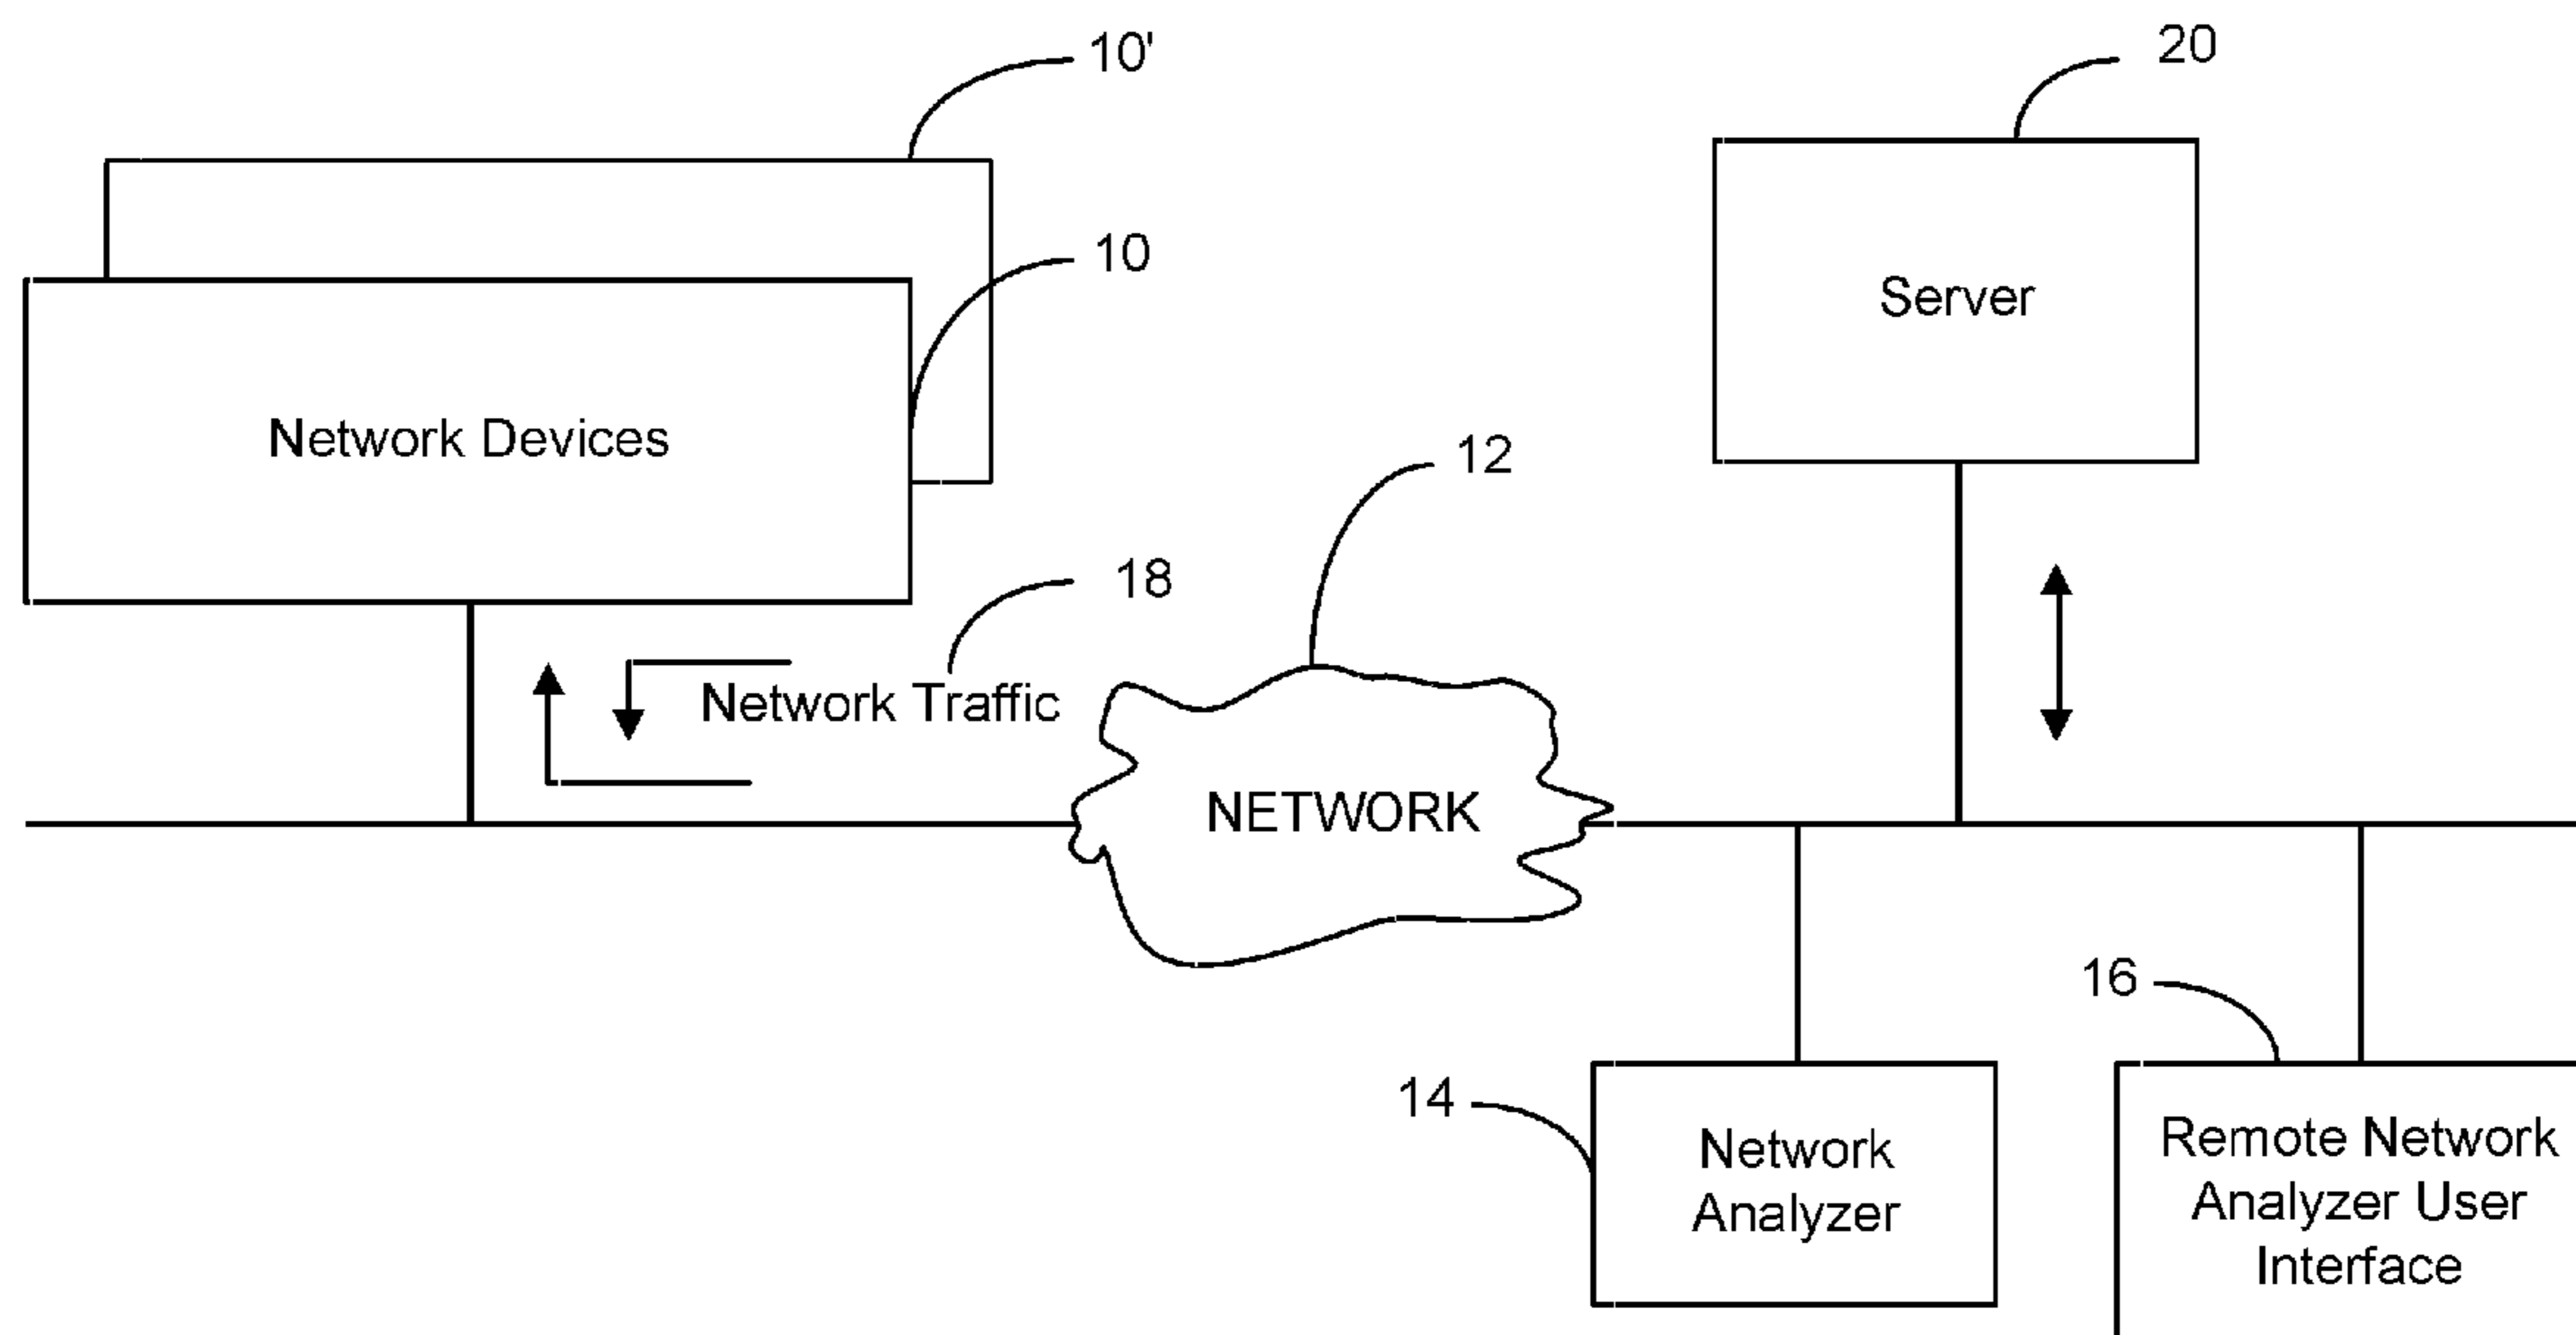 10'
20
10
Server
Network Devices
12
18
Network Traffic
NETWORK
16
14
Network
Analyzer
Remote Network
Analyzer User
Interface